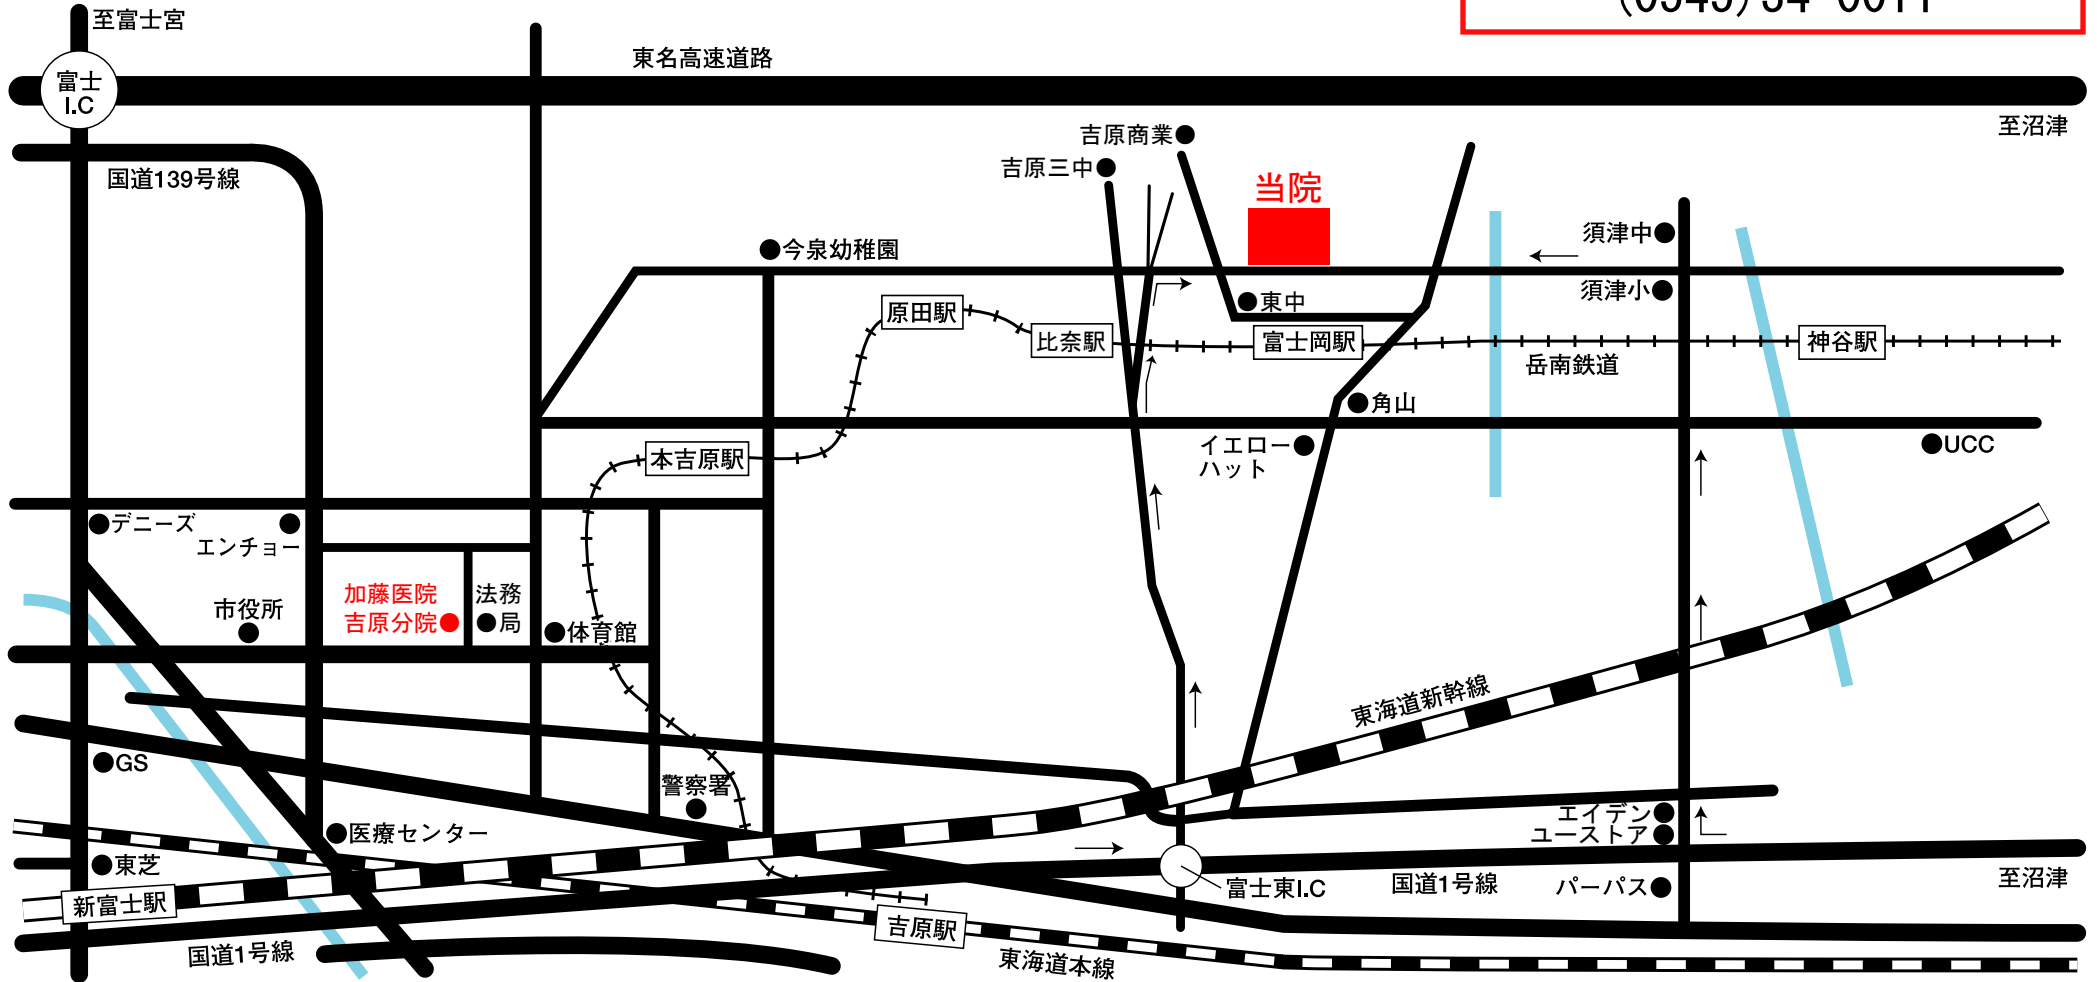 (0545)34-0011
至富士宮
東名高速道路
富士
I.C
至沼津
吉原商業
吉原三中
国道139号線
当院
須津中
今泉幼稚園
須津小
東中
原田駅
比奈駅
富士岡駅
神谷駅
岳南鉄道
角山
イエロー
ハット
UCC
本吉原駅
デニーズ
エンチョー
加藤医院
吉原分院
法務
局
市役所
体育館
東海道新幹線
GS
警察署
エイデン
ユーストア
医療センター
東芝
富士東I.C
国道1号線
パーパス
至沼津
新富士駅
吉原駅
国道1号線
東海道本線